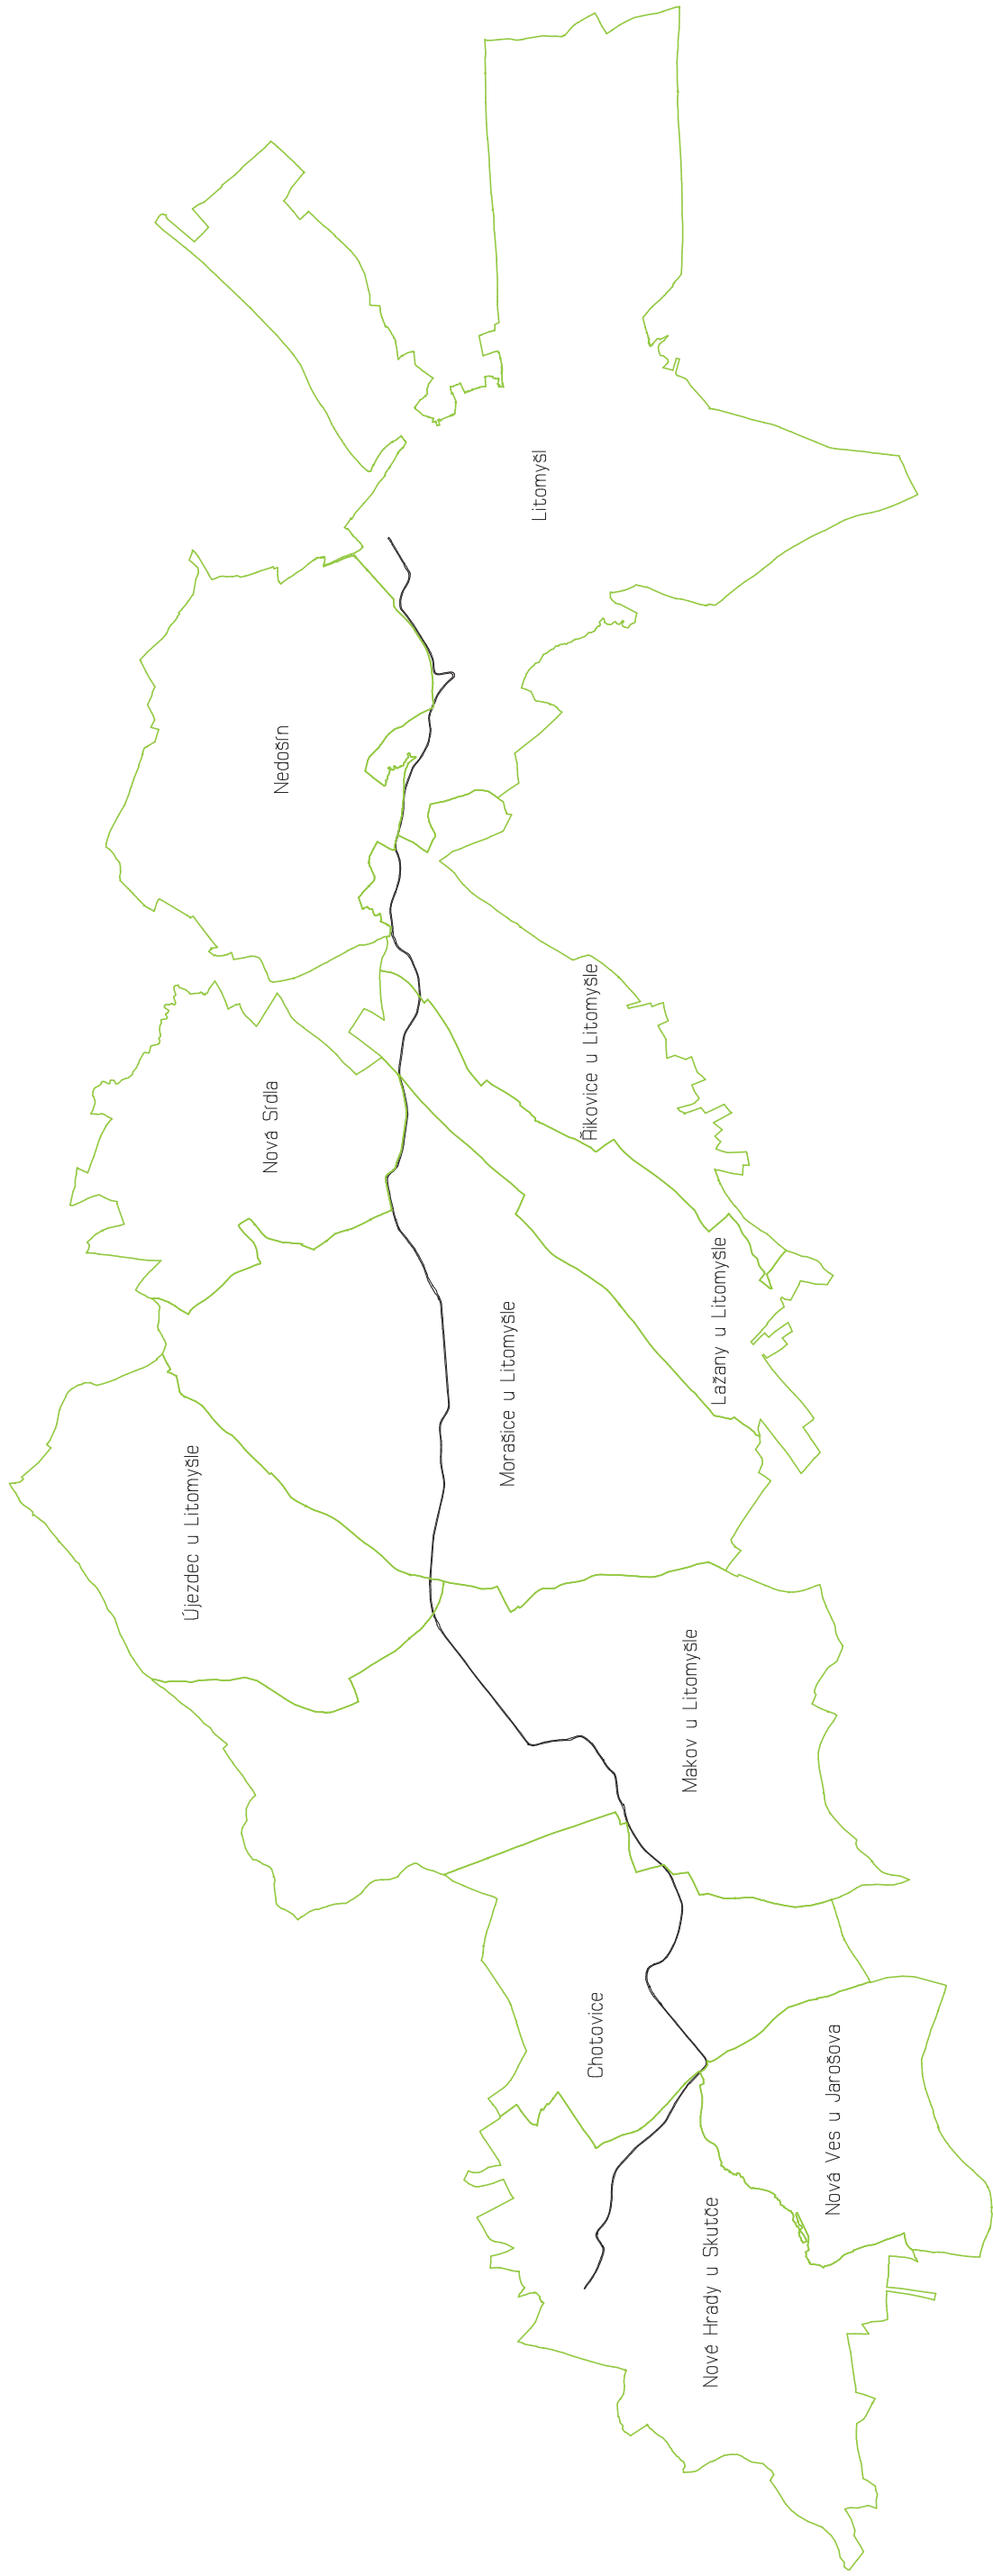 Litomyšl
Nedošín
Říkovice u Litomyšle
Nová Sídla
Lažany u Litomyšle
Morašice u Litomyšle
Újezdec u Litomyšle
Makov u Litomyšle
Chotovice
Nová Ves u Jarošova
Nové Hrady u Skutče